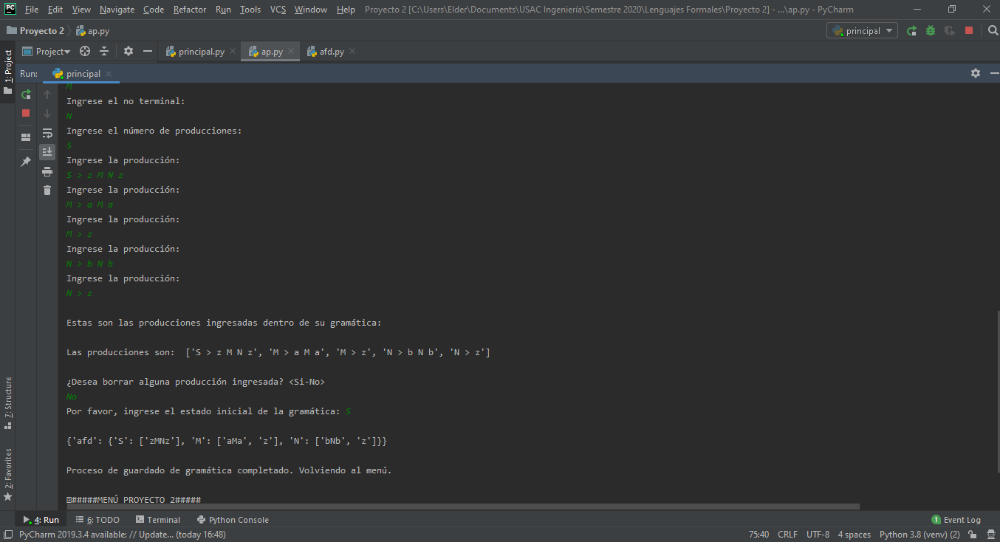 PC File Edit View Navigate Code Refactor Run Tools VCS Window Help Proyecto 2 [C:\Users\Elder\Documents\USAC Ingeniería\Semestre 2020\Lenguajes Formales\Proyecto 2] - ...\ap.py - PyCharm
Proyecto 2 ap.py principal
1: Project
Project principal.py ap.py afd.py
Run: principal
M
Ingrese el no terminal:
N
Ingrese el número de producciones:
5
Ingrese la producción:
S > z M N z
Ingrese la producción:
M > a M a
Ingrese la producción:
M > z
Ingrese la producción:
N > b N b
Ingrese la producción:
N > z
Estas son las producciones ingresadas dentro de su gramática:
Las producciones son:  ['S > z M N z', 'M > a M a', 'M > z', 'N > b N b', 'N > z']
¿Desea borrar alguna producción ingresada? <Si-No>
No
Por favor, ingrese el estado inicial de la gramática: S
{'afd': {'S': ['zMNz'], 'M': ['aMa', 'z'], 'N': ['bNb', 'z']}}
Proceso de guardado de gramática completado. Volviendo al menú.
#####MENÚ PROYECTO 2#####
7: Structure
2: Favorites
4: Run 6: TODO Terminal Python Console 1 Event Log
PyCharm 2019.3.4 available: // Update... (today 16:48) 75:40 CRLF UTF-8 4 spaces Python 3.8 (venv) (2)